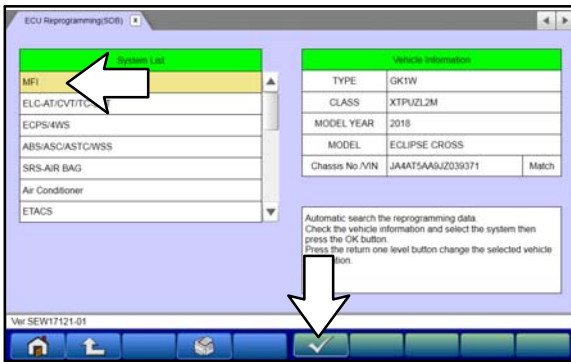 ECU Reprogramming(SDB) x
System List
MFI
ELC-AT/CVT/TC-
ECPS/4WS
ABS/ASC/ASTC/WSS
SRS-AIR BAG
Air Conditioner
ETACS
Vehicle Information
TYPE GK1W
CLASS XTPUZL2M
MODEL YEAR 2018
MODEL ECLIPSE CROSS
Chassis No./VIN JA4AT5AA9JZ039371 Match
Automatic search the reprogramming data.
Check the vehicle information and select the system then
press the OK button.
Press the return one level button change the selected vehicle
Ver.SEW17121-01